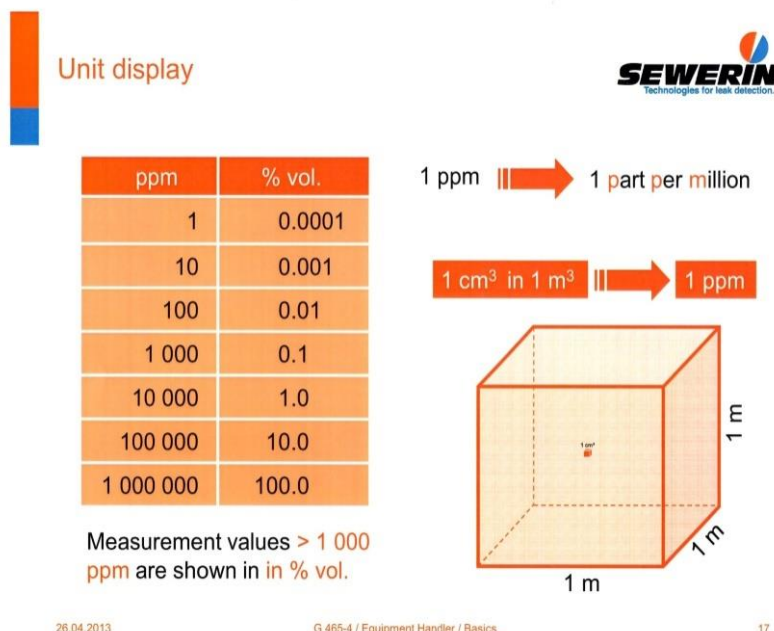 Unit display
SEWERIN
Technologies for leak detection.
ppm % vol.
1 0.0001
10 0.001
100 0.01
1 000 0.1
10 000 1.0
100 000 10.0
1 000 000 100.0
Measurement values > 1 000
ppm are shown in in % vol.
1 ppm 1 part per million
1 cm³ in 1 m³ 1 ppm
1 cm³
1 m
1 m
1 m
26.04.2013 G 465-4 / Equipment Handler / Basics 17